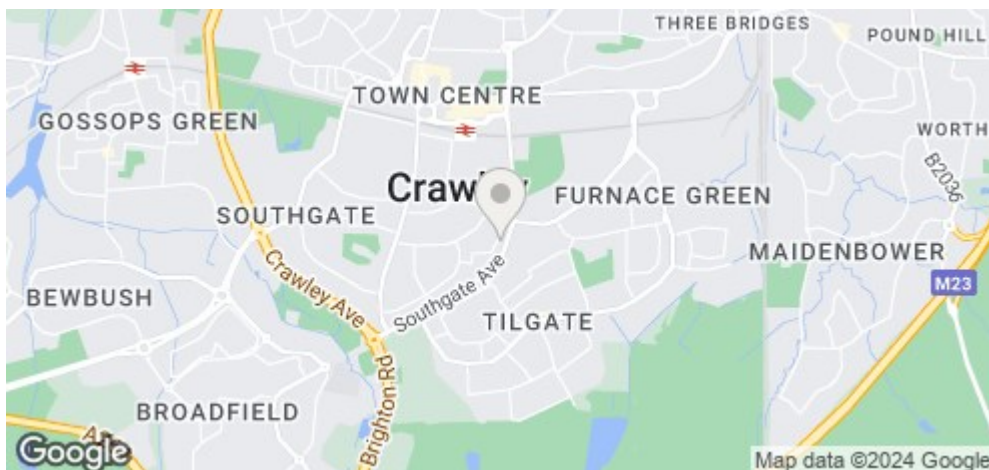 THREE BRIDGES
POUND HILL
TOWN CENTRE
GOSSOPS GREEN
WORTH
B2036
Crawley
FURNACE GREEN
SOUTHGATE
MAIDENBOWER
Crawley Ave
Southgate Ave
M23
BEWBUSH
TILGATE
Brighton Rd
BROADFIELD
Google
Map data ©2024 Google